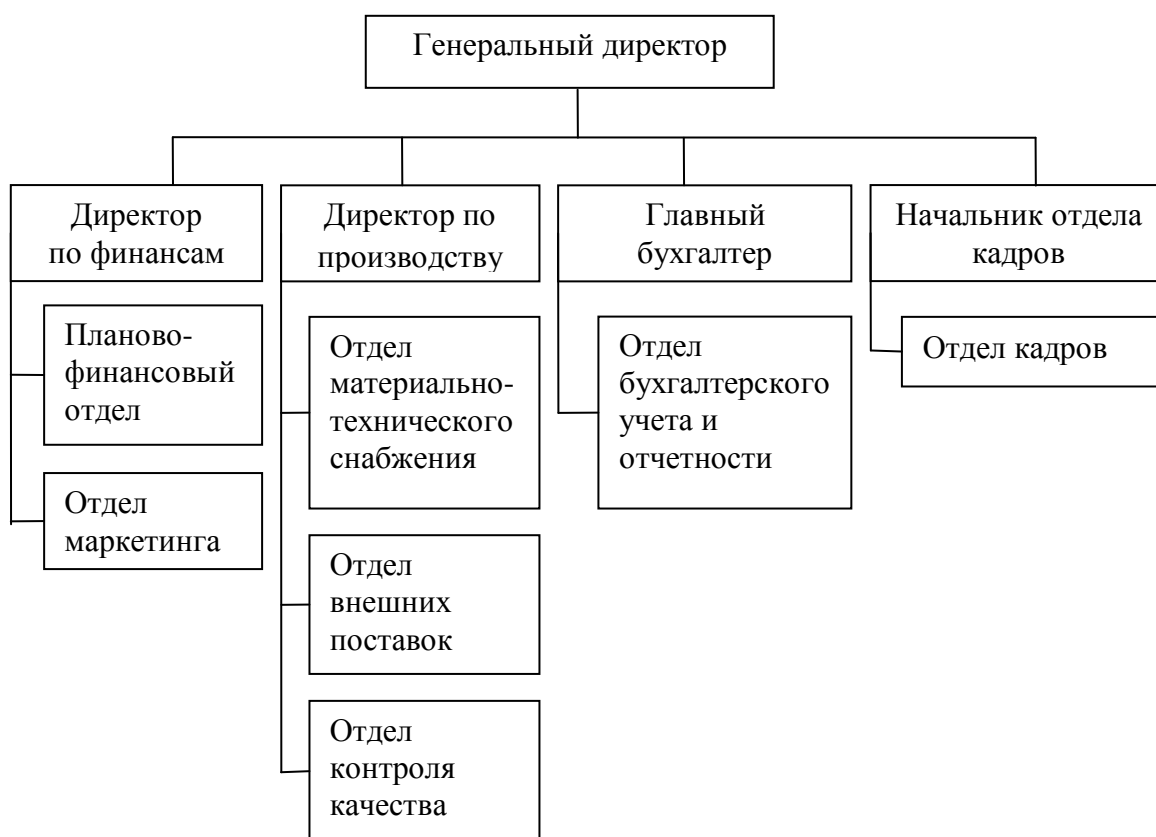 Генеральный директор
Директор
по финансам
Планово-
финансовый
отдел
Отдел
маркетинга
Директор по
производству
Отдел
материально-
технического
снабжения
Отдел
внешних
поставок
Отдел
контроля
качества
Главный
бухгалтер
Отдел
бухгалтерского
учета и
отчетности
Начальник отдела
кадров
Отдел кадров